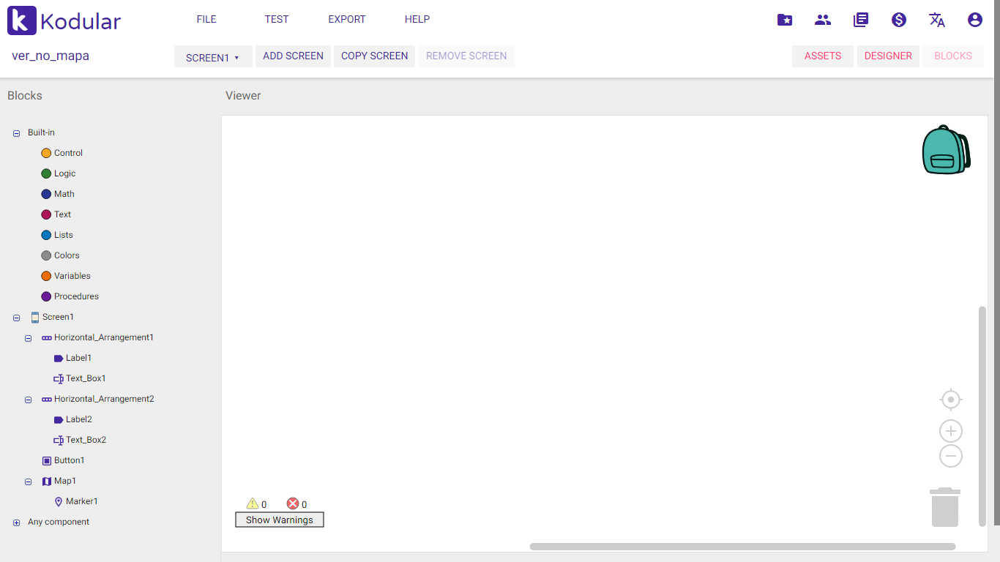 Kodular FILE TEST EXPORT HELP
ver_no_mapa SCREEN1 ▾ ADD SCREEN COPY SCREEN REMOVE SCREEN ASSETS DESIGNER BLOCKS
Blocks
Viewer
Built-in
Control
Logic
Math
Text
Lists
Colors
Variables
Procedures
Screen1
Horizontal_Arrangement1
Label1
Text_Box1
Horizontal_Arrangement2
Label2
Text_Box2
Button1
Map1
Marker1
Any component
0 0
Show Warnings